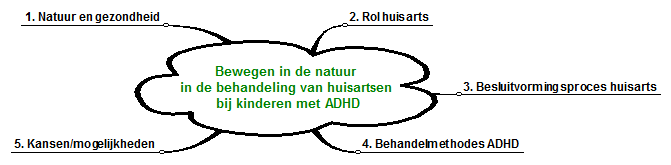 1. Natuur en gezondheid
2. Rol huisarts
Bewegen in de natuur
in de behandeling van huisartsen
bij kinderen met ADHD
3. Besluitvormingsproces huisarts
4. Behandelmethodes ADHD
5. Kansen/mogelijkheden